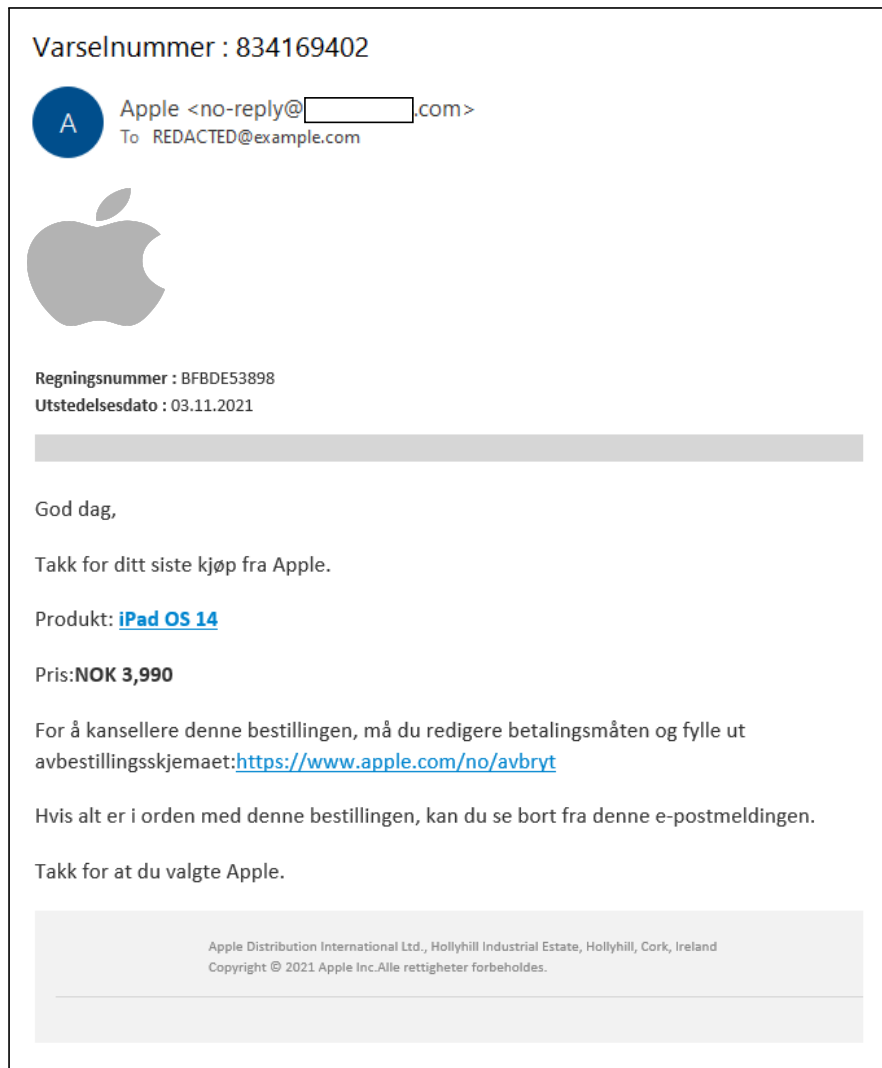 Varselnummer : 834169402
A
Apple <no-reply@ .com>
To REDACTED@example.com
Regningsnummer : BFBDE53898
Utstedelsesdato : 03.11.2021
God dag,
Takk for ditt siste kjøp fra Apple.
Produkt: iPad OS 14
Pris:NOK 3,990
For å kansellere denne bestillingen, må du redigere betalingsmåten og fylle ut
avbestillingsskjemaet:https://www.apple.com/no/avbryt
Hvis alt er i orden med denne bestillingen, kan du se bort fra denne e-postmeldingen.
Takk for at du valgte Apple.
Apple Distribution International Ltd., Hollyhill Industrial Estate, Hollyhill, Cork, Ireland
Copyright © 2021 Apple Inc.Alle rettigheter forbeholdes.